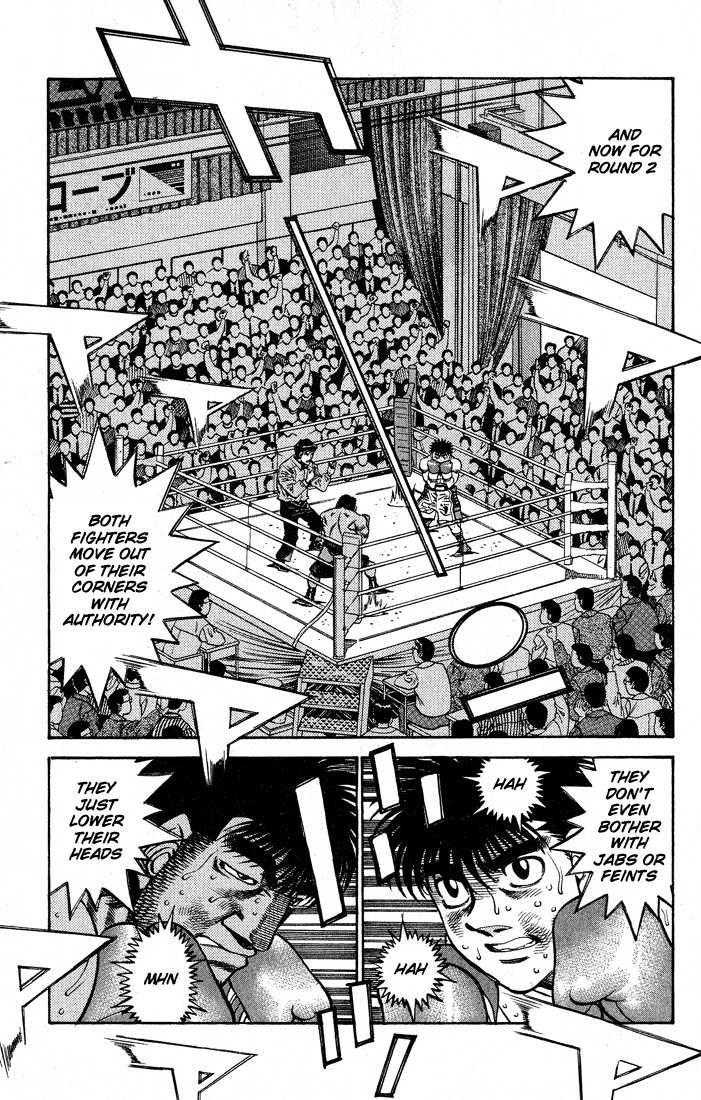 AND
NOW FOR
ROUND 2
ローブ
BOTH
FIGHTERS
MOVE OUT
OF THEIR
CORNERS
WITH
AUTHORITY!
THEY
DON'T
EVEN
BOTHER
WITH
JABS OR
FEINTS
HAH
HAH
THEY
JUST
LOWER
THEIR
HEADS
MHN